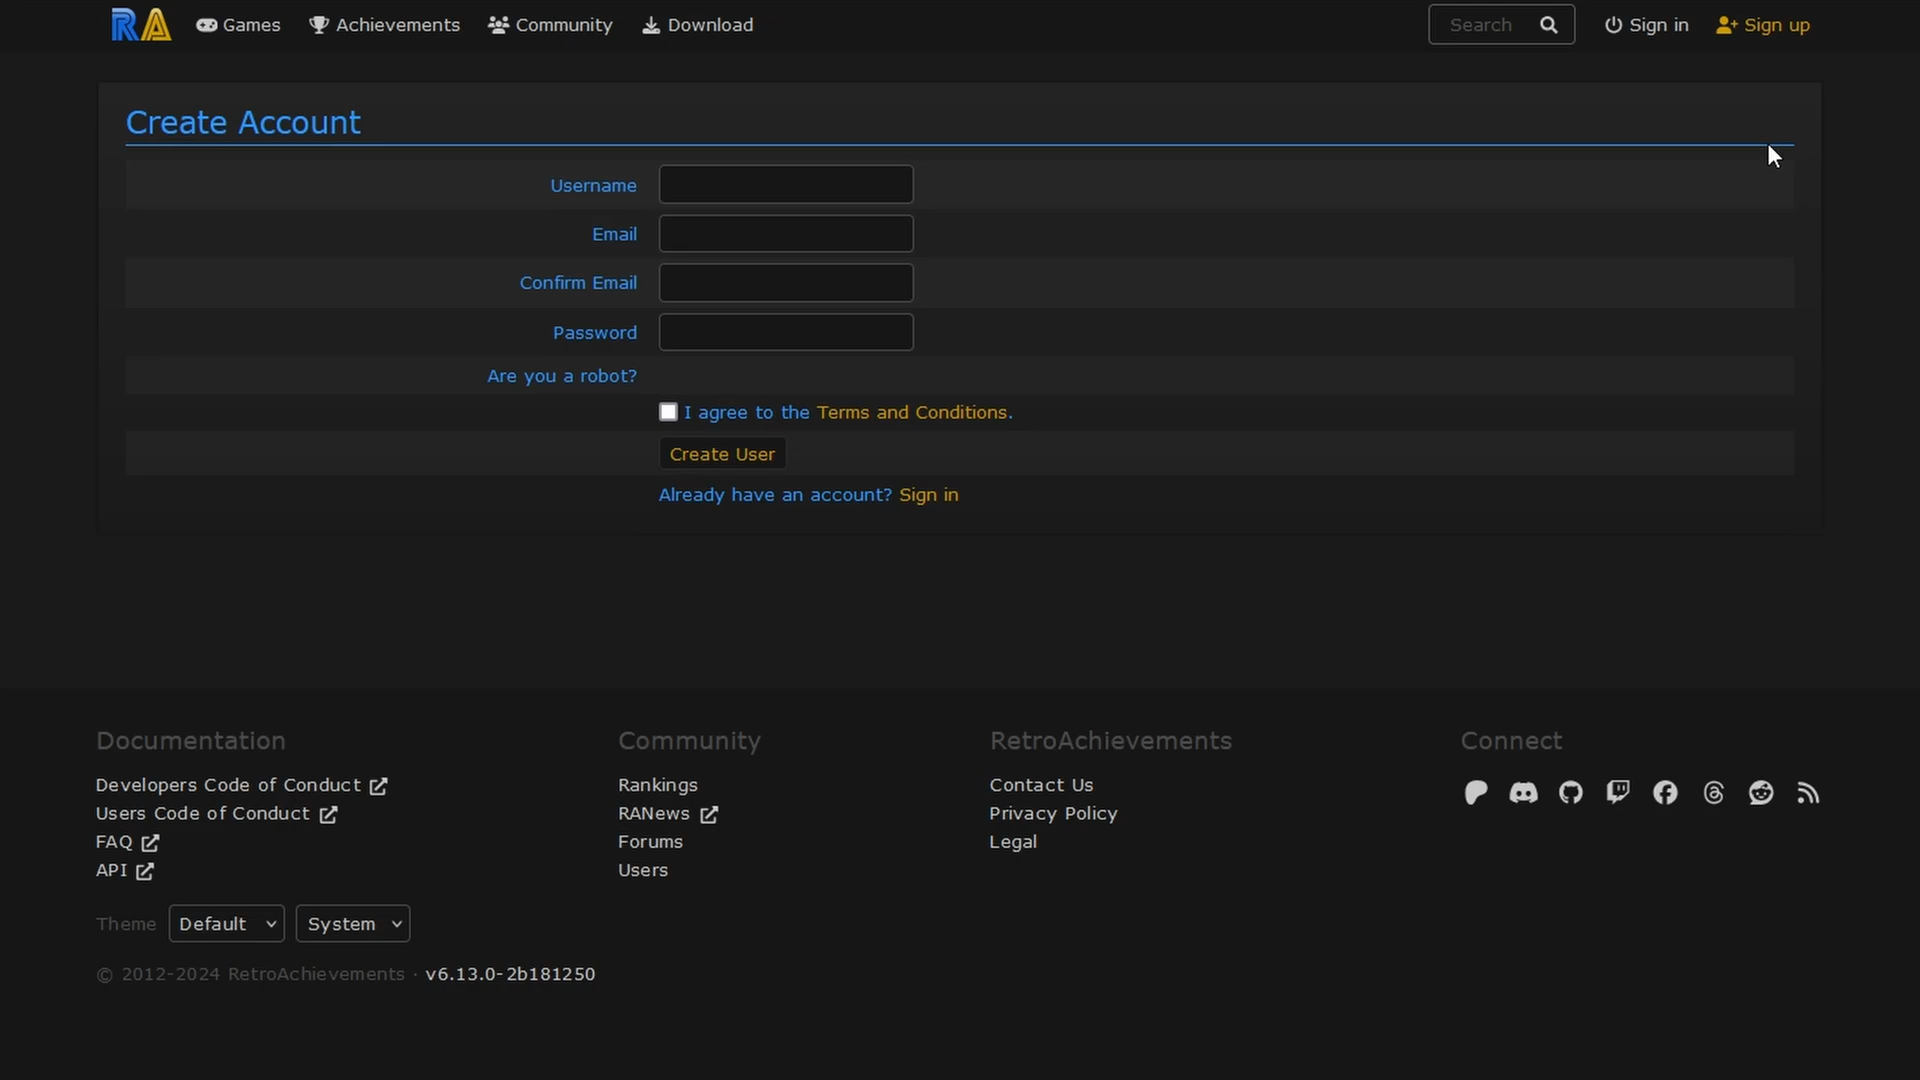 RA Games Achievements Community Download Search Sign in Sign up
Create Account
Username
Email
Confirm Email
Password
Are you a robot?
I agree to the Terms and Conditions.
Create User
Already have an account? Sign in
Documentation
Developers Code of Conduct
Users Code of Conduct
FAQ
API
Community
Rankings
RANews
Forums
Users
RetroAchievements
Contact Us
Privacy Policy
Legal
Connect
Theme Default System
© 2012-2024 RetroAchievements · v6.13.0-2b181250